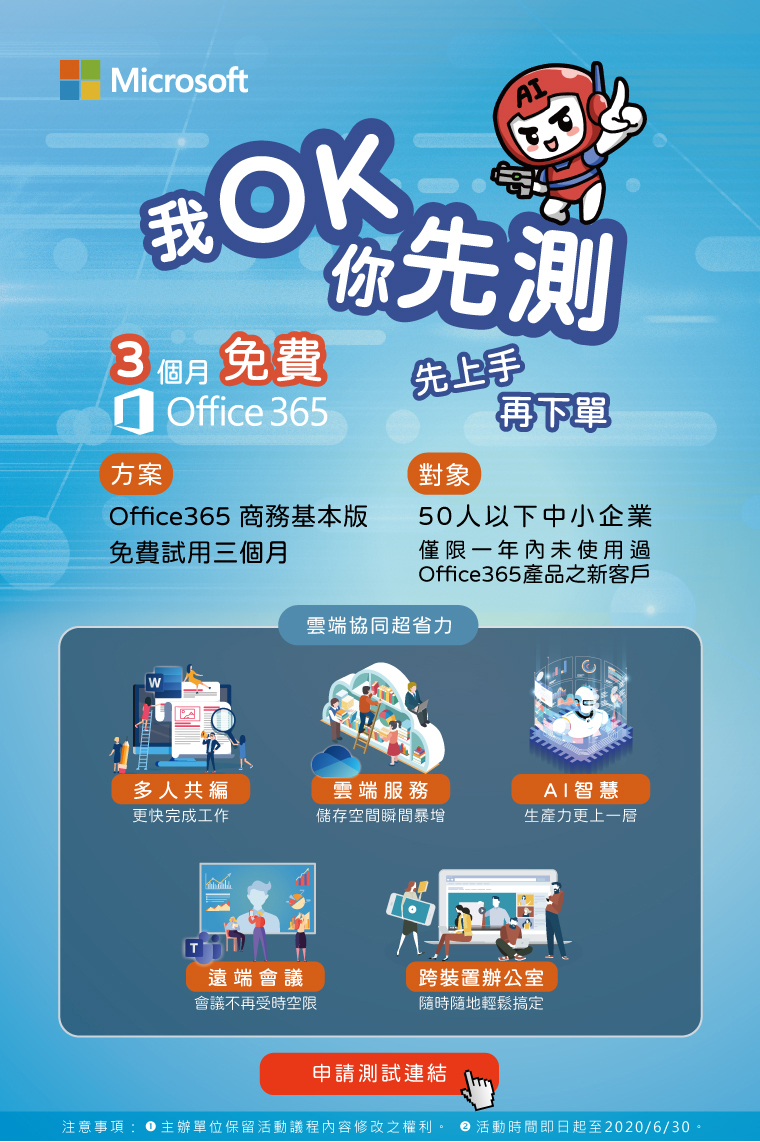 Microsoft
AI
我OK
你先測
3個月免費
Office 365
先上手
再下單
方案
Office365 商務基本版
免費試用三個月
對象
50人以下中小企業
僅限一年內未使用過
Office365產品之新客戶
雲端協同超省力
W
多人共編
更快完成工作
雲端服務
儲存空間瞬間暴增
AI智慧
生產力更上一層
T
遠端會議
會議不再受時空限
跨裝置辦公室
隨時隨地輕鬆搞定
申請測試連結
注意事項：❶主辦單位保留活動議程內容修改之權利。 ❷活動時間即日起至2020/6/30。